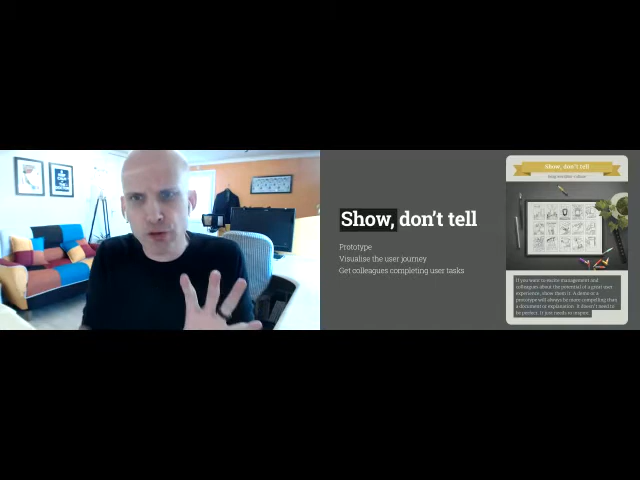 Show, don't tell
Prototype
Visualise the user journey
Get colleagues completing user tasks
Show, don't tell
If you want to excite management and
colleagues about the potential of a great user
experience, show them it. A demo or a
prototype will always be more compelling than
a document or explanation. It doesn't need to
be perfect. It just needs to inspire.